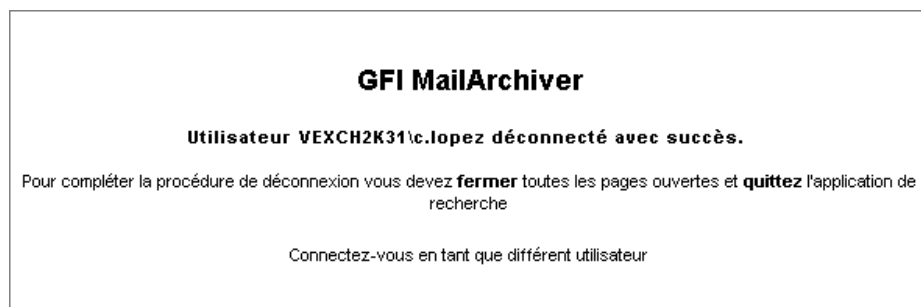 GFI MailArchiver
Utilisateur VEXCH2K31\c.lopez déconnecté avec succès.
Pour compléter la procédure de déconnexion vous devez fermer toutes les pages ouvertes et quittez l'application de
recherche
Connectez-vous en tant que différent utilisateur